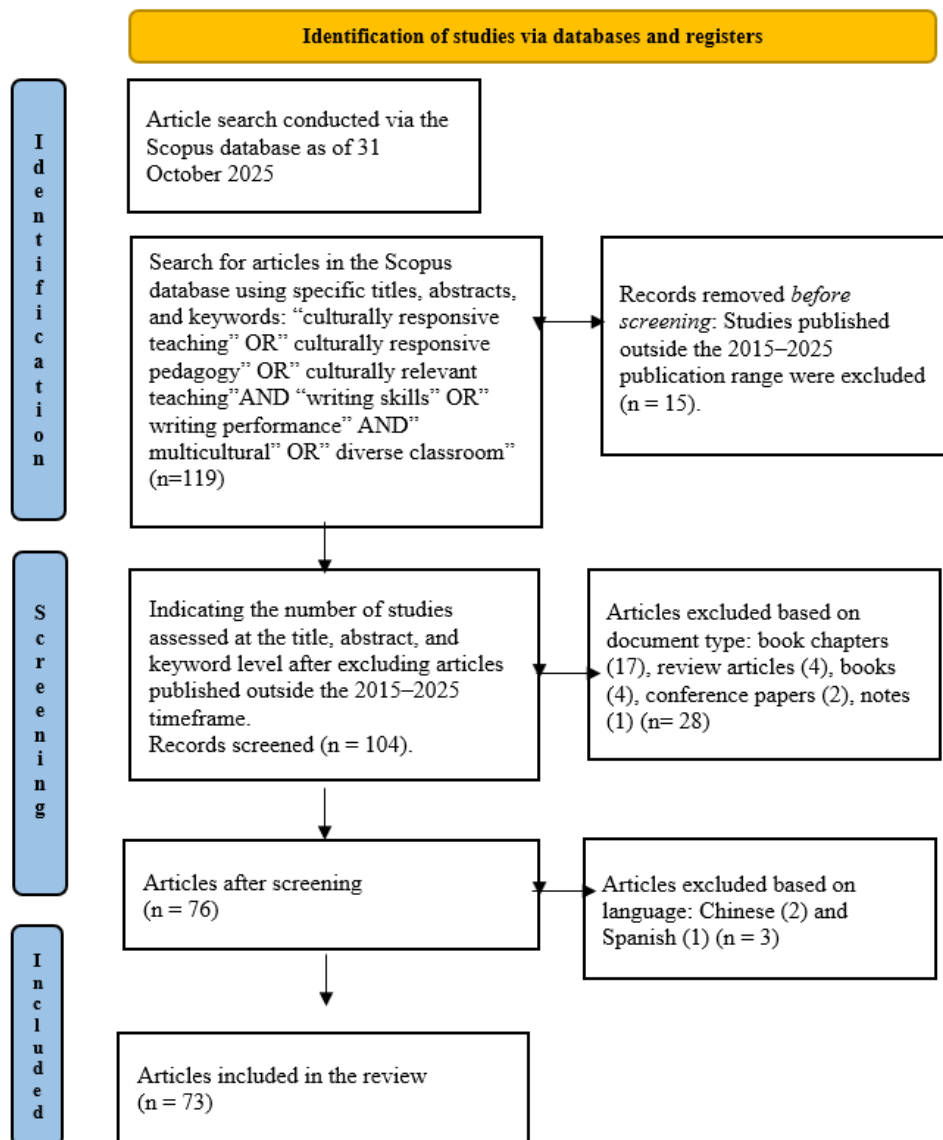 Identification of studies via databases and registers
Identification
Article search conducted via the
Scopus database as of 31
October 2025
Search for articles in the Scopus
database using specific titles, abstracts,
and keywords: “culturally responsive
teaching” OR” culturally responsive
pedagogy” OR” culturally relevant
teaching”AND “writing skills” OR”
writing performance” AND”
multicultural” OR” diverse classroom”
(n=119)
Records removed before
screening: Studies published
outside the 2015–2025
publication range were excluded
(n = 15).
Screening
Indicating the number of studies
assessed at the title, abstract, and
keyword level after excluding articles
published outside the 2015–2025
timeframe.
Records screened (n = 104).
Articles excluded based on
document type: book chapters
(17), review articles (4), books
(4), conference papers (2), notes
(1) (n= 28)
Articles after screening
(n = 76)
Articles excluded based on
language: Chinese (2) and
Spanish (1) (n = 3)
Included
Articles included in the review
(n = 73)